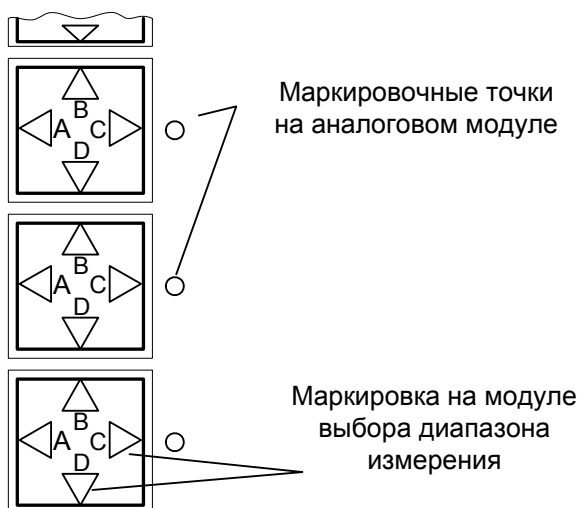 B
A C
D
Маркировочные точки
на аналоговом модуле
B
A C
D
B
A C
D
Маркировка на модуле
выбора диапазона
измерения